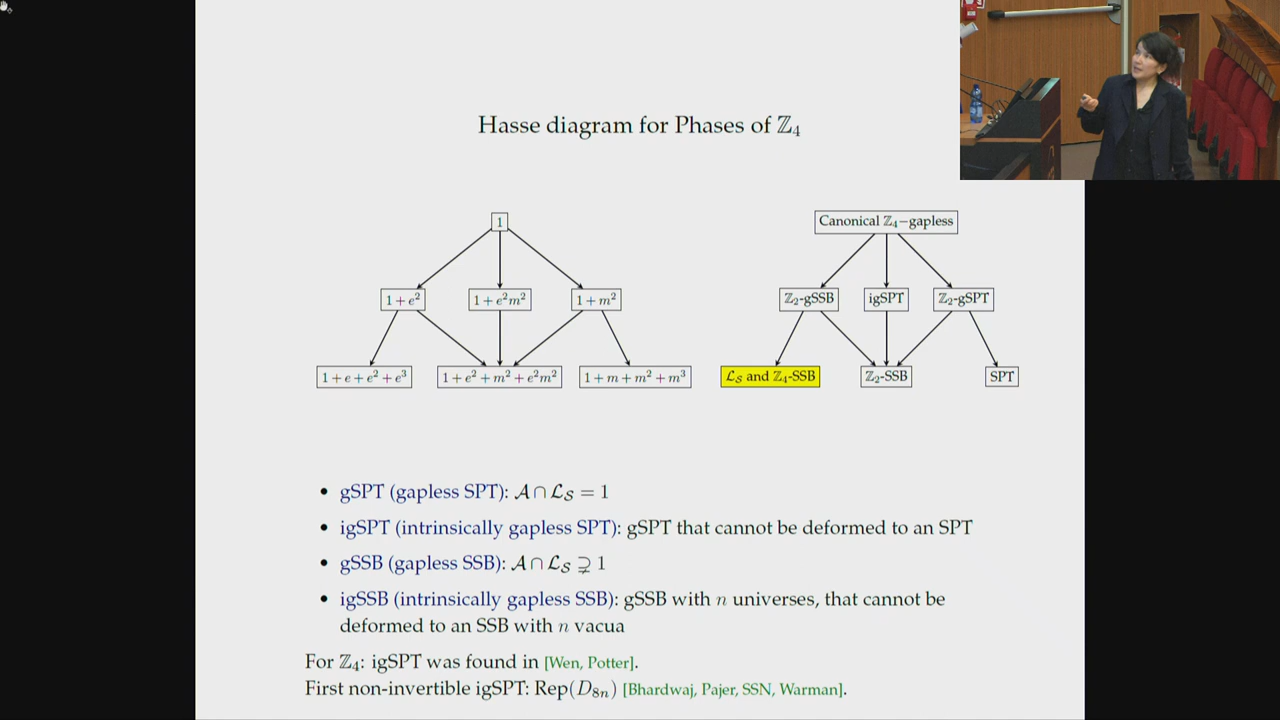 Hasse diagram for Phases of ℤ₄
1
Canonical ℤ₄−gapless
1 + e²
1 + e²m²
1 + m²
ℤ₂-gSSB
igSPT
ℤ₂-gSPT
1 + e + e² + e³
1 + e² + m² + e²m²
1 + m + m² + m³
𝓛_𝒮 and ℤ₄-SSB
ℤ₂-SSB
SPT
• gSPT (gapless SPT): 𝒜 ∩ 𝓛_𝒮 = 1
• igSPT (intrinsically gapless SPT): gSPT that cannot be deformed to an SPT
• gSSB (gapless SSB): 𝒜 ∩ 𝓛_𝒮 ⊋ 1
• igSSB (intrinsically gapless SSB): gSSB with n universes, that cannot be
deformed to an SSB with n vacua
For ℤ₄: igSPT was found in [Wen, Potter].
First non-invertible igSPT: Rep(D₈ₙ) [Bhardwaj, Pajer, SSN, Warman].